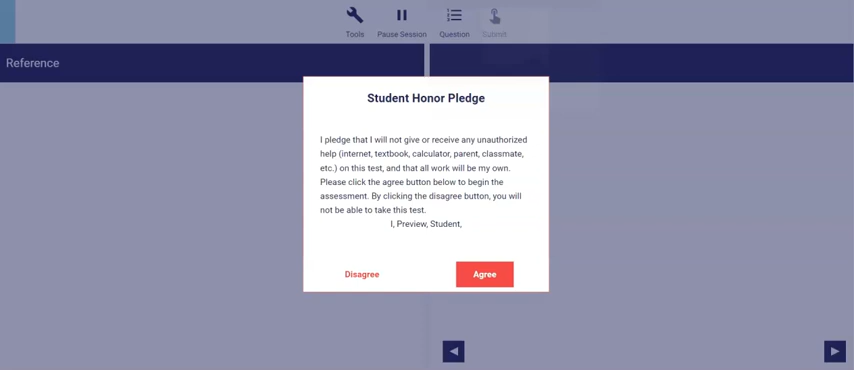 Tools
Pause Session
Question
Submit
Reference
Student Honor Pledge
I pledge that I will not give or receive any unauthorized
help (internet, textbook, calculator, parent, classmate,
etc.) on this test, and that all work will be my own.
Please click the agree button below to begin the
assessment. By clicking the disagree button, you will
not be able to take this test.
I, Preview, Student,
Disagree
Agree